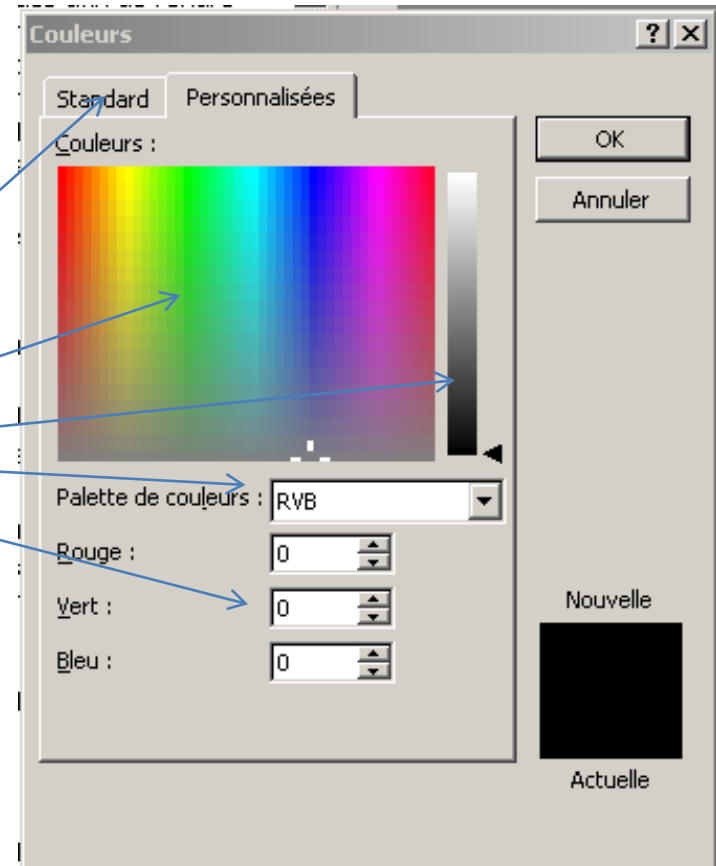 Couleurs
Standard Personnalisées
Couleurs :
OK
Annuler
Palette de couleurs : RVB
Rouge : 0
Vert : 0
Bleu : 0
Nouvelle
Actuelle